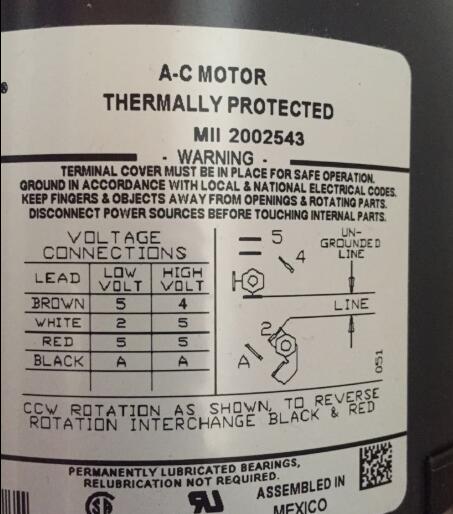 ®
A-C MOTOR
THERMALLY PROTECTED
MII 2002543
- WARNING -
TERMINAL COVER MUST BE IN PLACE FOR SAFE OPERATION.
GROUND IN ACCORDANCE WITH LOCAL & NATIONAL ELECTRICAL CODES.
KEEP FINGERS & OBJECTS AWAY FROM OPENINGS & ROTATING PARTS.
DISCONNECT POWER SOURCES BEFORE TOUCHING INTERNAL PARTS.
VOLTAGE
CONNECTIONS
LEAD LOW VOLT HIGH VOLT
BROWN 5 4
WHITE 2 5
RED 5 5
BLACK A A
5
4
UN-
GROUNDED
LINE
LINE
2
A
051
CCW ROTATION AS SHOWN, TO REVERSE
ROTATION INTERCHANGE BLACK & RED
PERMANENTLY LUBRICATED BEARINGS,
RELUBRICATION NOT REQUIRED.
ASSEMBLED IN
MEXICO